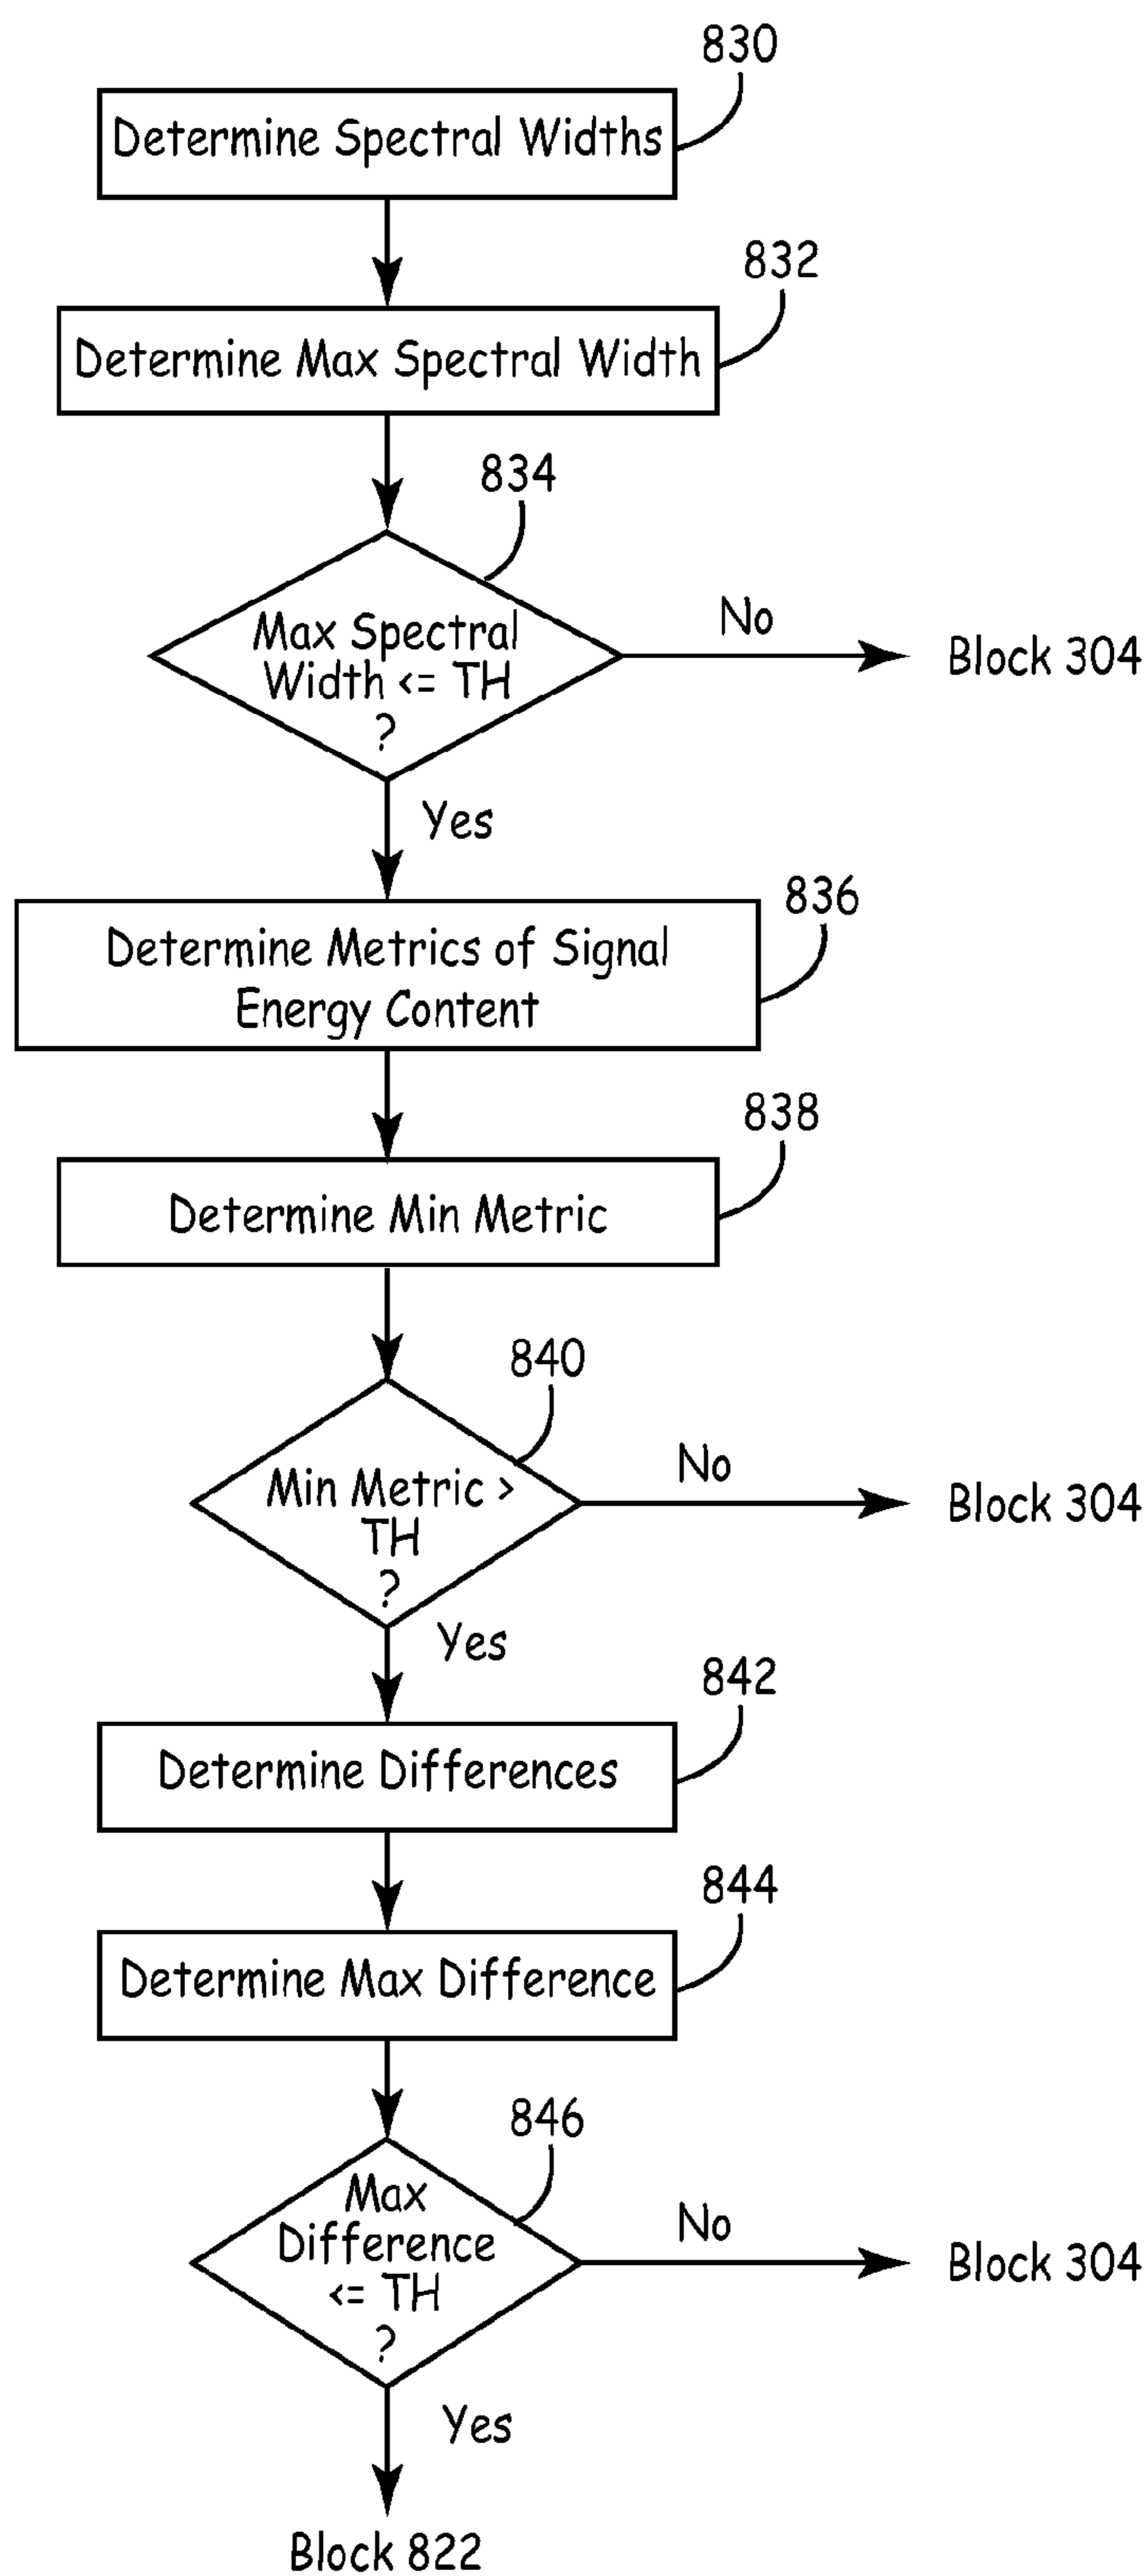 830
Determine Spectral Widths
832
Determine Max Spectral Width
834
Max Spectral
Width <= TH
?
No
Block 304
Yes
836
Determine Metrics of Signal
Energy Content
838
Determine Min Metric
840
Min Metric >
TH
?
No
Block 304
Yes
842
Determine Differences
844
Determine Max Difference
846
Max
Difference
<= TH
?
No
Block 304
Yes
Block 822